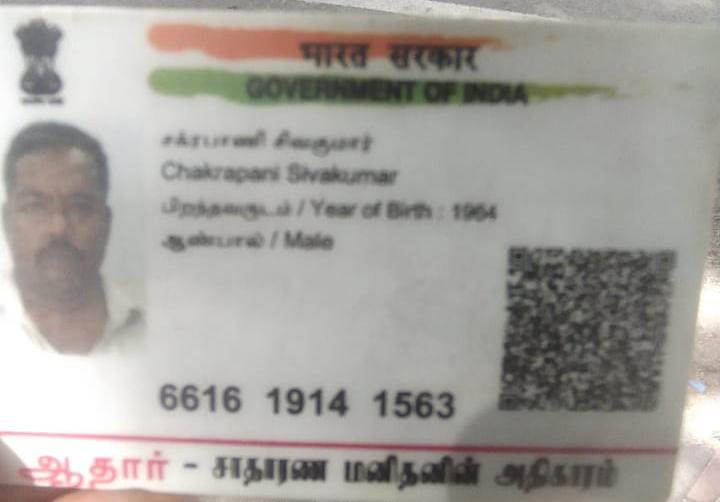 भारत सरकार
GOVERNMENT OF INDIA
சக்ரபாணி சிவகுமார்
Chakrapani Sivakumar
பிறந்தவருடம் / Year of Birth : 1964
ஆண்பால் / Male
6616 1914 1563
ஆதார் - சாதாரண மனிதனின் அதிகாரம்